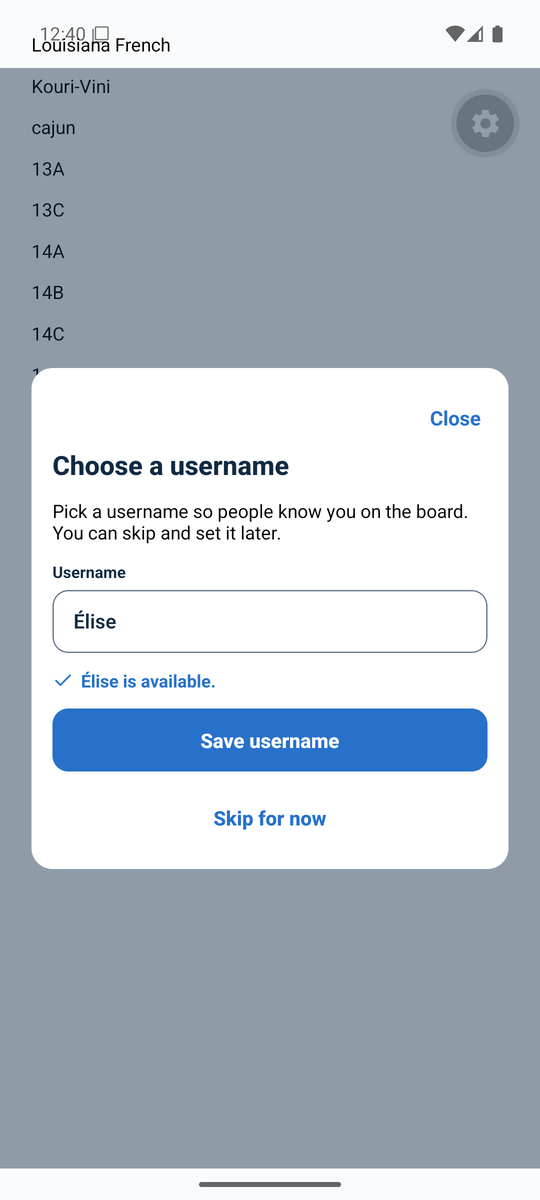 12:40
Louisiana French
Kouri-Vini
cajun
13A
13C
14A
14B
14C
Close
Choose a username
Pick a username so people know you on the board.
You can skip and set it later.
Username
Élise
Élise is available.
Save username
Skip for now